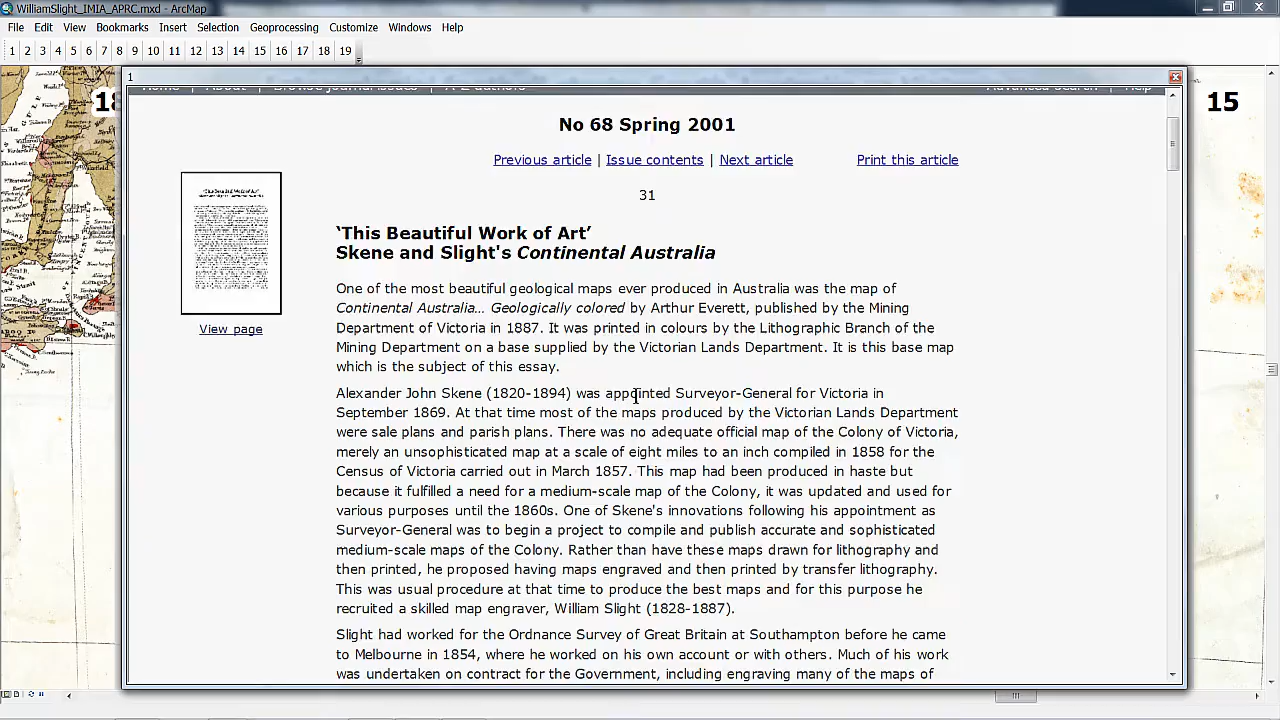 WilliamSlight_IMIA_APRC.mxd - ArcMap
File Edit View Bookmarks Insert Selection Geoprocessing Customize Windows Help
1 2 3 4 5 6 7 8 9 10 11 12 13 14 15 16 17 18 19
1
Home | About | Browse journal issues | A-Z authors Advanced search | Help
15
No 68 Spring 2001
Previous article | Issue contents | Next article Print this article
31
'This Beautiful Work of Art'
Skene and Slight's Continental Australia
View page
One of the most beautiful geological maps ever produced in Australia was the map of
Continental Australia... Geologically colored by Arthur Everett, published by the Mining
Department of Victoria in 1887. It was printed in colours by the Lithographic Branch of the
Mining Department on a base supplied by the Victorian Lands Department. It is this base map
which is the subject of this essay.
Alexander John Skene (1820-1894) was appointed Surveyor-General for Victoria in
September 1869. At that time most of the maps produced by the Victorian Lands Department
were sale plans and parish plans. There was no adequate official map of the Colony of Victoria,
merely an unsophisticated map at a scale of eight miles to an inch compiled in 1858 for the
Census of Victoria carried out in March 1857. This map had been produced in haste but
because it fulfilled a need for a medium-scale map of the Colony, it was updated and used for
various purposes until the 1860s. One of Skene's innovations following his appointment as
Surveyor-General was to begin a project to compile and publish accurate and sophisticated
medium-scale maps of the Colony. Rather than have these maps drawn for lithography and
then printed, he proposed having maps engraved and then printed by transfer lithography.
This was usual procedure at that time to produce the best maps and for this purpose he
recruited a skilled map engraver, William Slight (1828-1887).
Slight had worked for the Ordnance Survey of Great Britain at Southampton before he came
to Melbourne in 1854, where he worked on his own account or with others. Much of his work
was undertaken on contract for the Government, including engraving many of the maps of